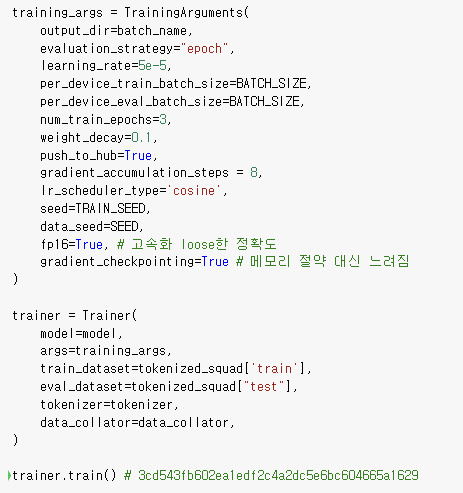 training_args = TrainingArguments(
    output_dir=batch_name,
    evaluation_strategy="epoch",
    learning_rate=5e-5,
    per_device_train_batch_size=BATCH_SIZE,
    per_device_eval_batch_size=BATCH_SIZE,
    num_train_epochs=3,
    weight_decay=0.1,
    push_to_hub=True,
    gradient_accumulation_steps = 8,
    lr_scheduler_type='cosine',
    seed=TRAIN_SEED,
    data_seed=SEED,
    fp16=True, # 고속화 loose한 정확도
    gradient_checkpointing=True # 메모리 절약 대신 느려짐
)
trainer = Trainer(
    model=model,
    args=training_args,
    train_dataset=tokenized_squad['train'],
    eval_dataset=tokenized_squad["test"],
    tokenizer=tokenizer,
    data_collator=data_collator,
)
trainer.train() # 3cd543fb602ea1edf2c4a2dc5e6bc604665a1629